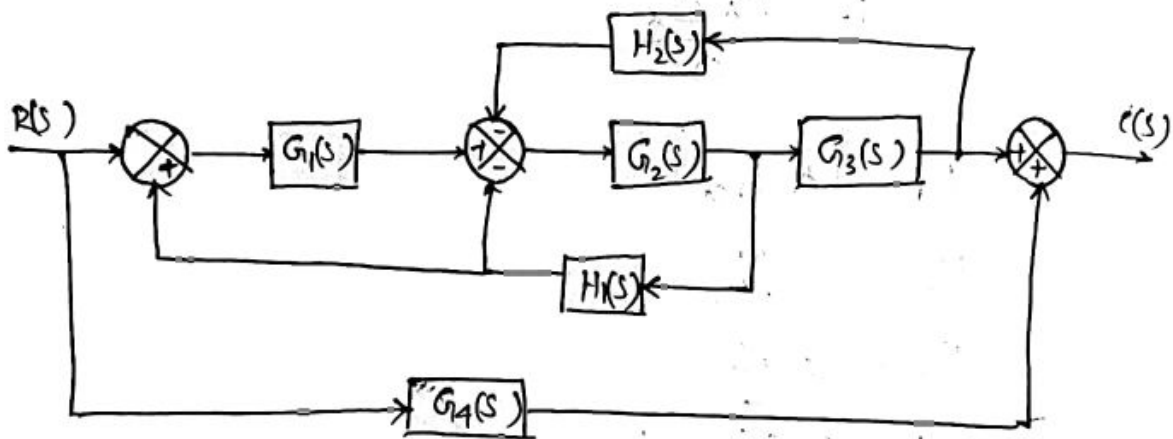 H₂(S)
R(S)
+
G₁(S)
-
+
-
G₂(S)
G₃(S)
+
+
C(S)
H₁(S)
G₄(S)